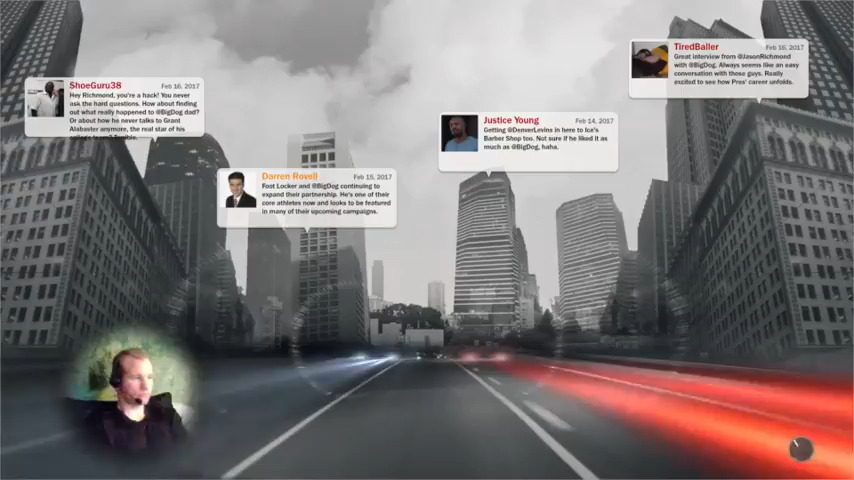 ShoeGuru38 Feb 16, 2017
Hey Richmond, you're a hack! You never
ask the hard questions. How about finding
out what really happened to @BigDog dad?
Or about how he never talks to Grant
Alabaster anymore, the real star of his
college team? Terrible.
Darren Rovell Feb 15, 2017
Foot Locker and @BigDog continuing to
expand their partnership. He's one of their
core athletes now and looks to be featured
in many of their upcoming campaigns.
Justice Young Feb 14, 2017
Getting @DenverLevins in here to Ice's
Barber Shop too. Not sure if he liked it as
much as @BigDog, haha.
TiredBaller Feb 16, 2017
Great interview from @JasonRichmond
with @BigDog. Always seems like an easy
conversation with those guys. Really
excited to see how Pres' career unfolds.